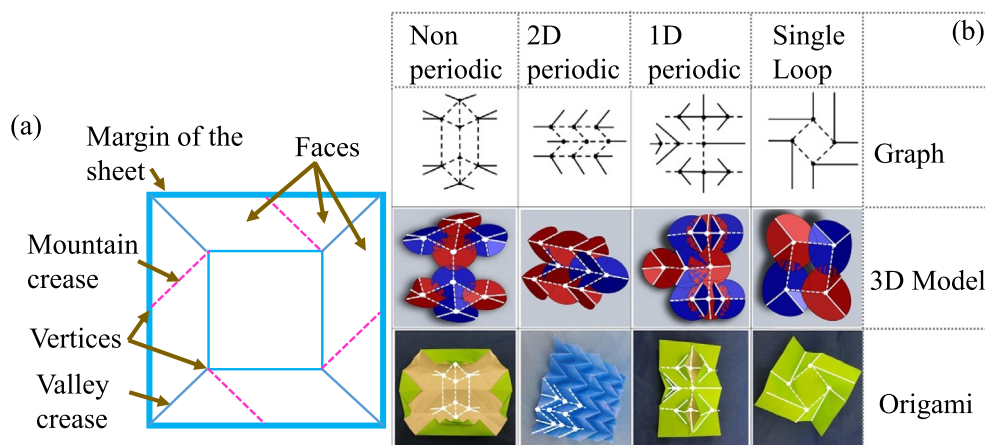 (a)
Margin of the
sheet
Faces
Mountain
crease
Vertices
Valley
crease
(b)
Non
periodic
2D
periodic
1D
periodic
Single
Loop
Graph
3D Model
Origami